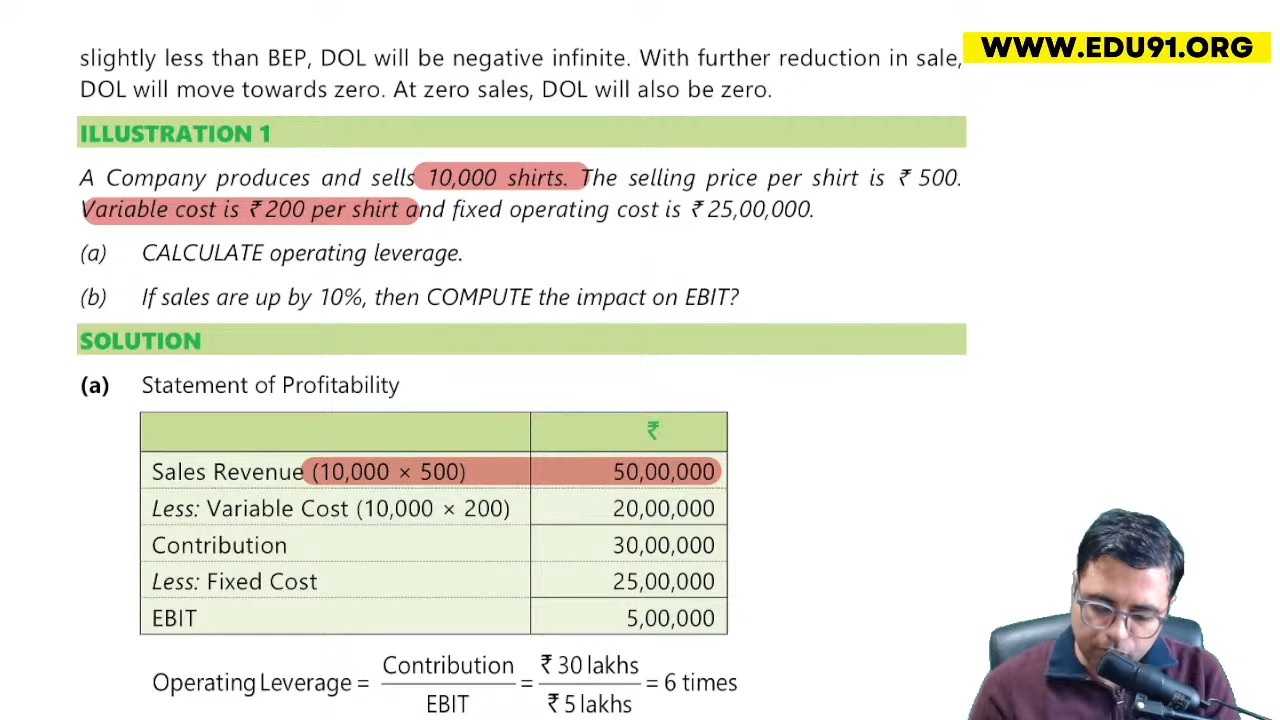 WWW.EDU91.ORG
slightly less than BEP, DOL will be negative infinite. With further reduction in sale,
DOL will move towards zero. At zero sales, DOL will also be zero.
ILLUSTRATION 1
A Company produces and sells 10,000 shirts. The selling price per shirt is ₹ 500.
Variable cost is ₹ 200 per shirt and fixed operating cost is ₹ 25,00,000.
(a) CALCULATE operating leverage.
(b) If sales are up by 10%, then COMPUTE the impact on EBIT?
SOLUTION
(a) Statement of Profitability
₹
Sales Revenue (10,000 × 500) 50,00,000
Less: Variable Cost (10,000 × 200) 20,00,000
Contribution 30,00,000
Less: Fixed Cost 25,00,000
EBIT 5,00,000
Operating Leverage = Contribution / EBIT = ₹ 30 lakhs / ₹ 5 lakhs = 6 times